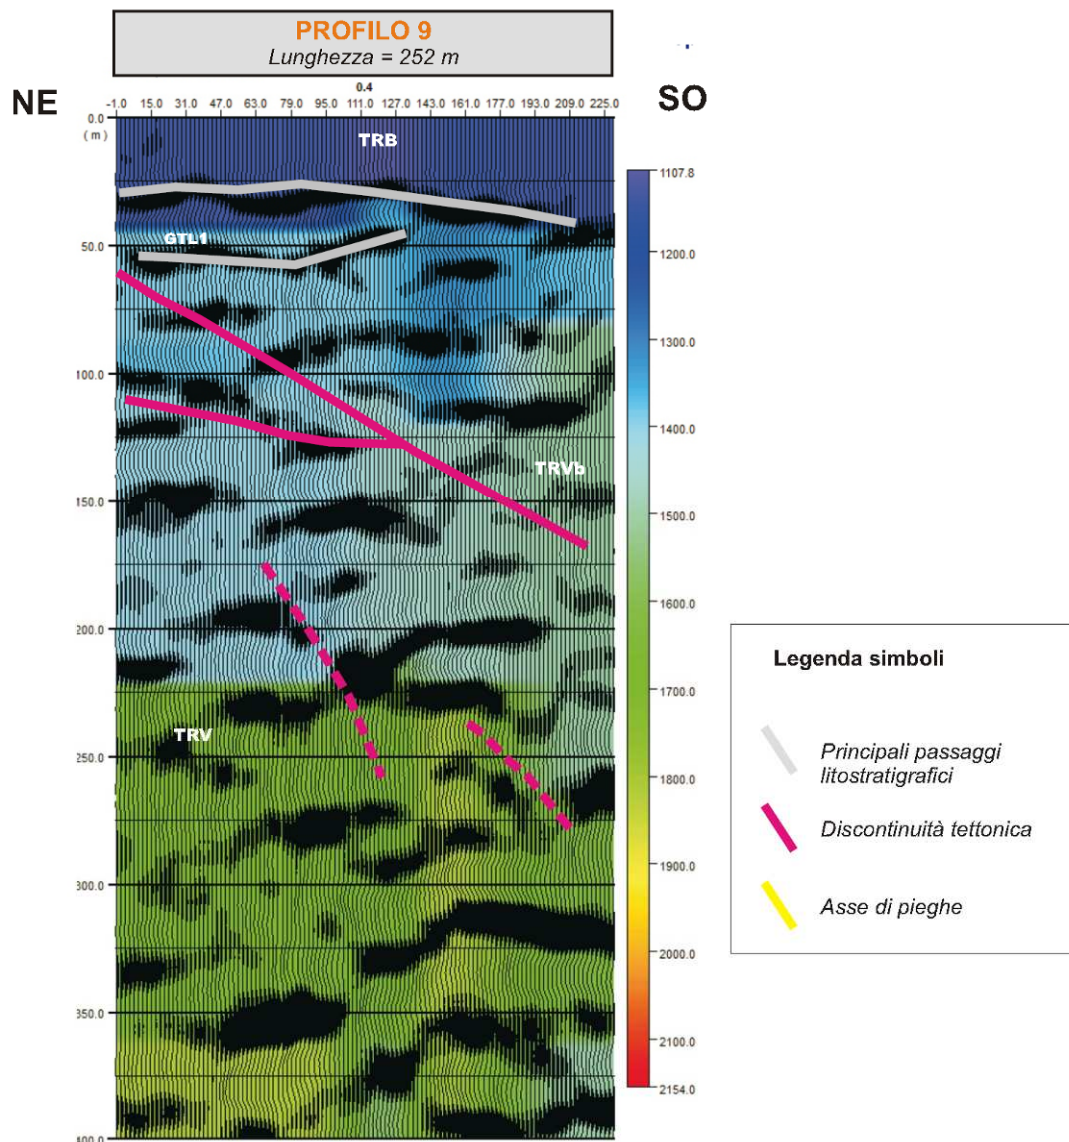 PROFILO 9
Lunghezza = 252 m
NE
SO
0.4
-1.0 15.0 31.0 47.0 63.0 79.0 95.0 111.0 127.0 143.0 161.0 177.0 193.0 209.0 225.0
0.0
( m )
50.0
100.0
150.0
200.0
250.0
300.0
350.0
400.0
TRB
GTL1
TRVb
TRV
1107.8
1200.0
1300.0
1400.0
1500.0
1600.0
1700.0
1800.0
1900.0
2000.0
2100.0
2154.0
Legenda simboli
Principali passaggi
litostratigrafici
Discontinuità tettonica
Asse di pieghe